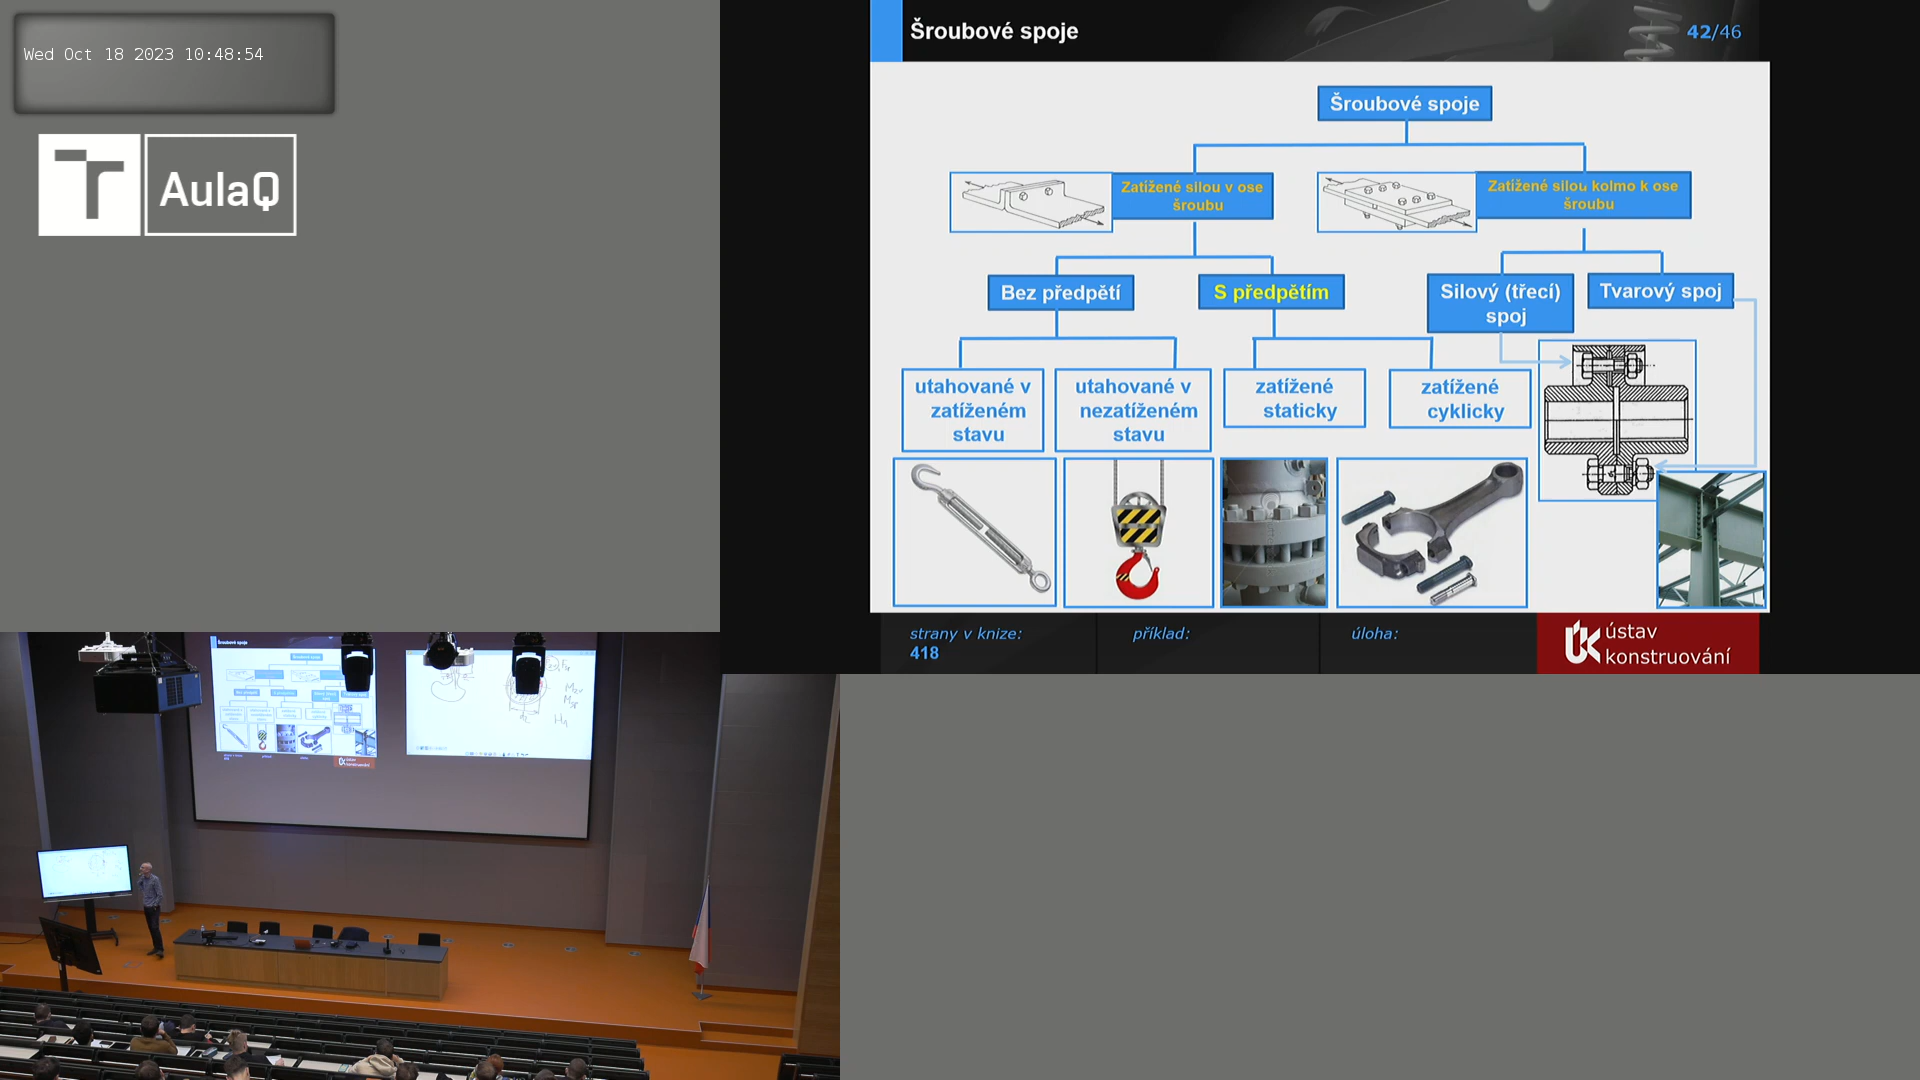 Wed Oct 18 2023 10:48:54
T AulaQ
Šroubové spoje
42/46
Šroubové spoje
Zatížené silou v ose
šroubu
Zatížené silou kolmo k ose
šroubu
Bez předpětí
S předpětím
Silový (třecí)
spoj
Tvarový spoj
utahované v
zatíženém
stavu
utahované v
nezatíženém
stavu
zatížené
staticky
zatížené
cyklicky
strany v knize:
418
příklad:
úloha:
ÚK ústav
konstruování